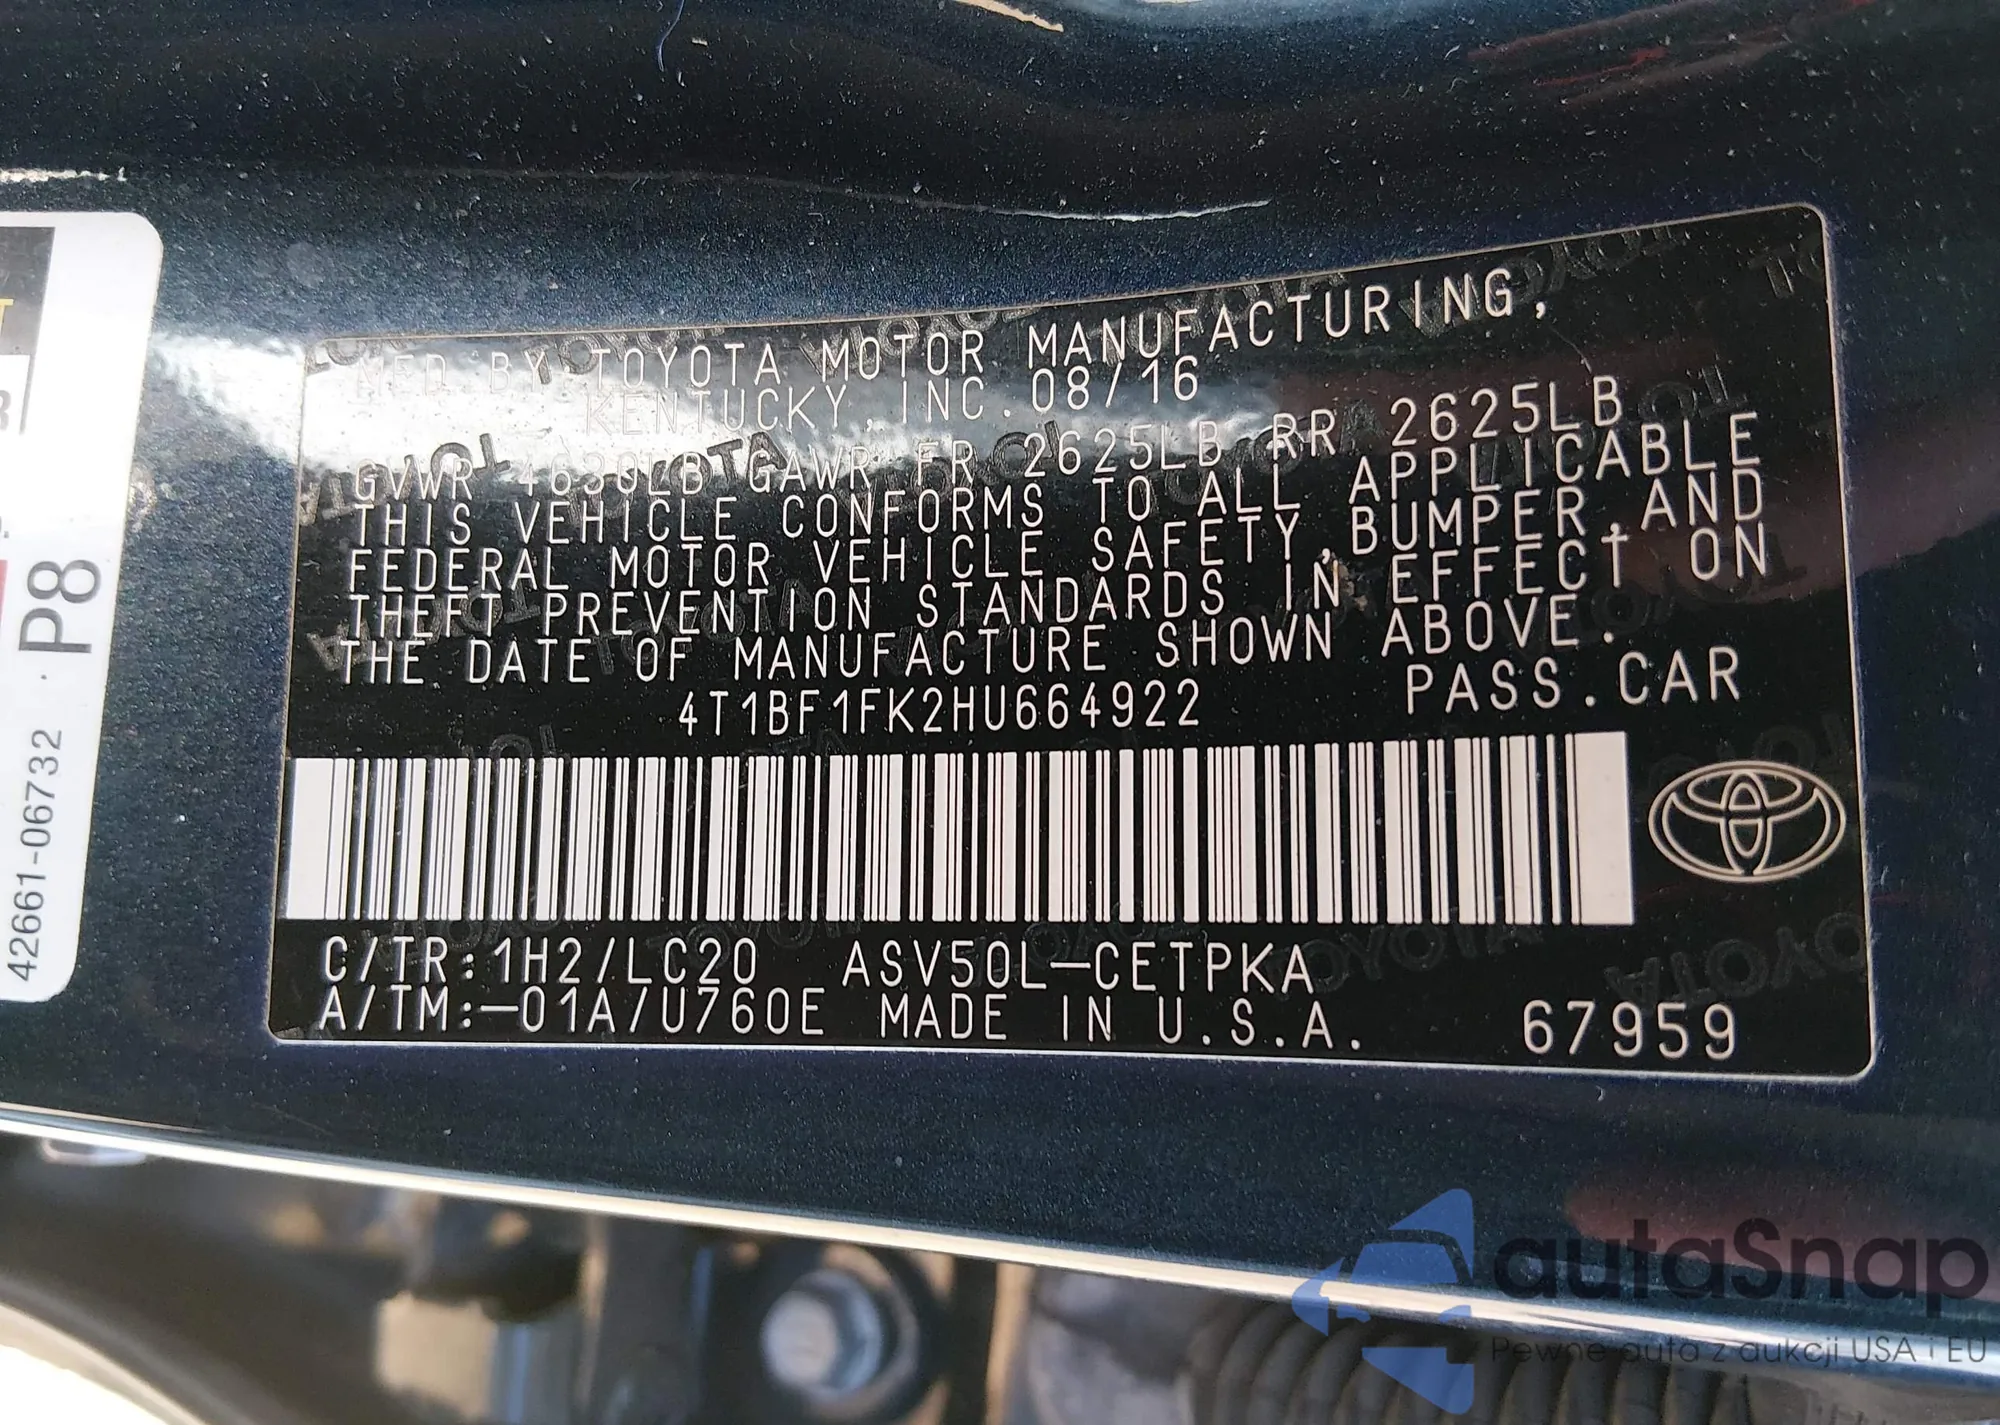 MFD BY TOYOTA MOTOR MANUFACTURING,
KENTUCKY, INC. 08/16
GVWR 4630LB GAWR FR 2625LB RR 2625LB
THIS VEHICLE CONFORMS TO ALL APPLICABLE
FEDERAL MOTOR VEHICLE SAFETY, BUMPER, AND
THEFT PREVENTION STANDARDS IN EFFECT ON
THE DATE OF MANUFACTURE SHOWN ABOVE.
4T1BF1FK2HU664922 PASS.CAR
C/TR:1H2/LC20 ASV50L-CETPKA
A/TM:-01A/U760E MADE IN U.S.A. 67959
42661-06732 · P8
autaSnap
Pewne auta z aukcji USA i EU